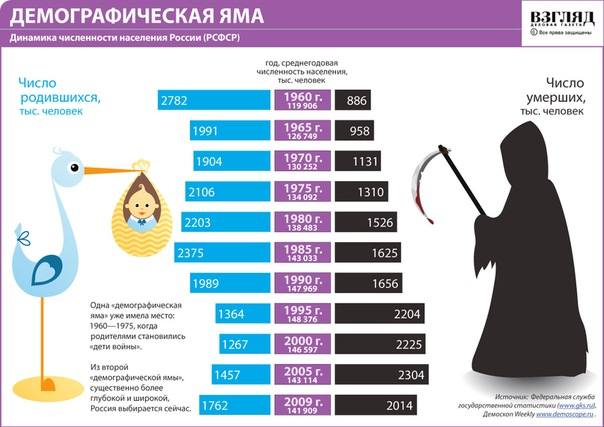 ДЕМОГРАФИЧЕСКАЯ ЯМА
ВЗГЛЯД
ДЕЛОВАЯ ГАЗЕТА
© Все права защищены
Динамика численности населения России (РСФСР)
год, среднегодовая
численность населения,
тыс. человек
Число
родившихся,
тыс. человек
Число
умерших,
тыс. человек
2782 1960 г. 886
119 906
1991 1965 г. 958
126 749
1904 1970 г. 1131
130 252
2106 1975 г. 1310
134 092
2203 1980 г. 1526
138 483
2375 1985 г. 1625
143 033
1989 1990 г. 1656
147 969
1364 1995 г. 2204
148 376
1267 2000 г. 2225
146 597
1457 2005 г. 2304
143 114
1762 2009 г. 2014
141 909
Одна «демографическая
яма» уже имела место:
1960—1975, когда
родителями становились
«дети войны».
Из второй
«демографической ямы»,
существенно более
глубокой и широкой,
Россия выбирается сейчас.
Источник: Федеральная служба
государственной статистики (www.gks.ru),
Демоскоп Weekly www.demoscope.ru .